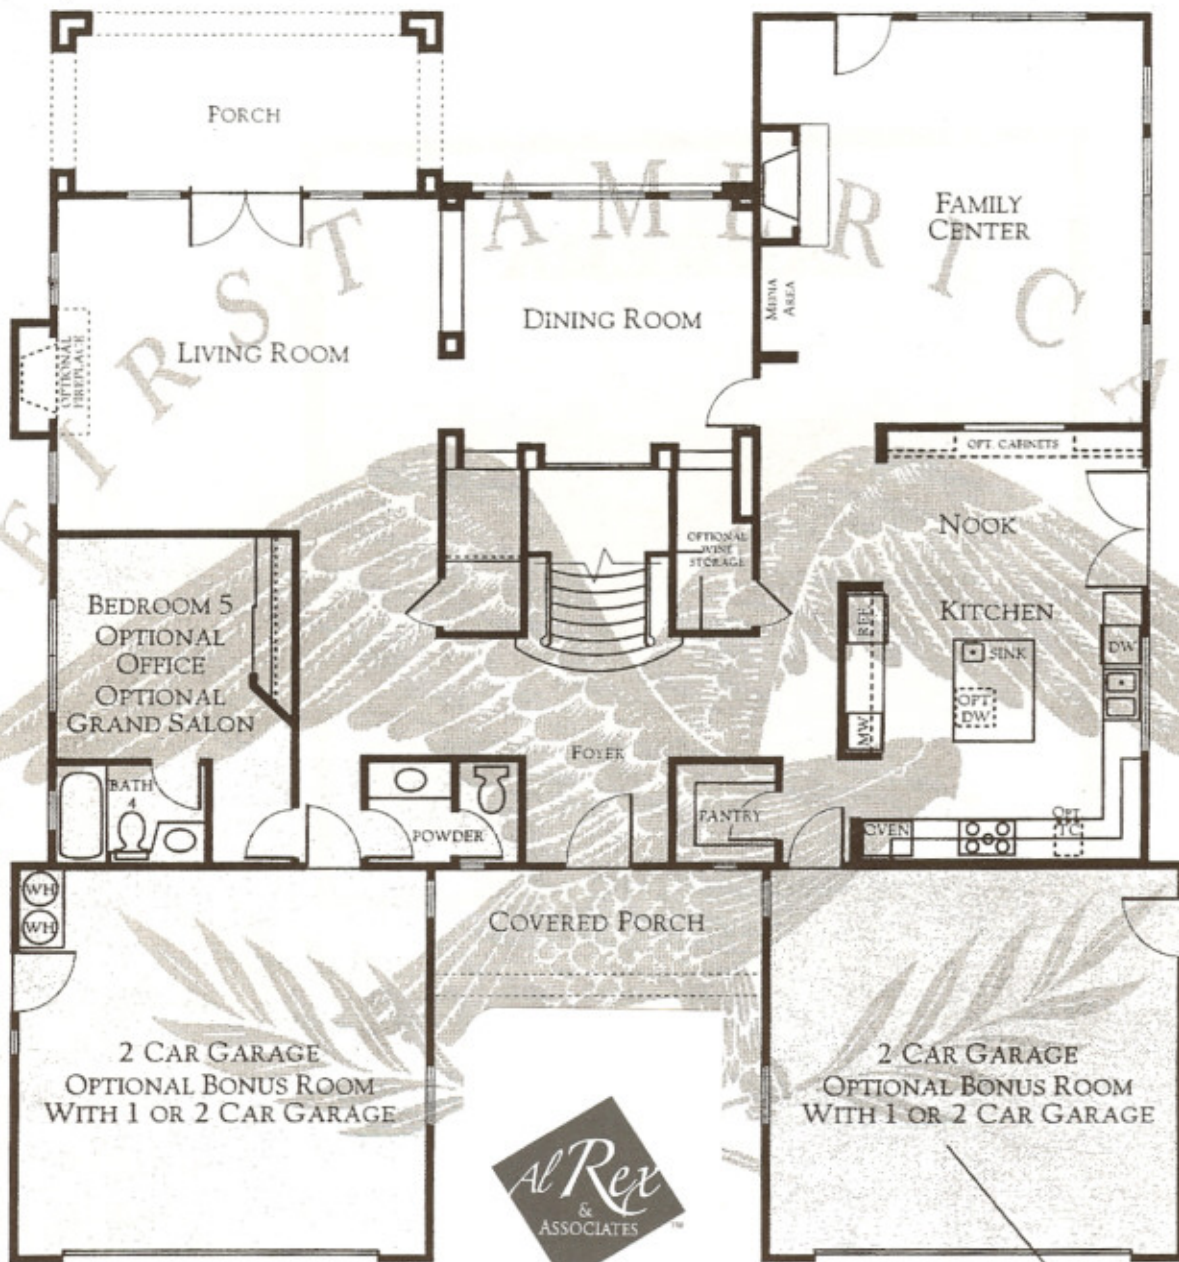 PORCH
FAMILY
CENTER
MEDIA
AREA
DINING ROOM
LIVING ROOM
OPTIONAL
FIREPLACE
OPT. CABINETS
NOOK
OPTIONAL
WINE
STORAGE
BEDROOM 5
OPTIONAL
OFFICE
OPTIONAL
GRAND SALON
KITCHEN
REF.
SINK
DW
OPT
DW
MW
FOYER
BATH
4
POWDER
PANTRY
OVEN
OPT.
TC
WH
WH
COVERED PORCH
2 CAR GARAGE
OPTIONAL BONUS ROOM
WITH 1 OR 2 CAR GARAGE
2 CAR GARAGE
OPTIONAL BONUS ROOM
WITH 1 OR 2 CAR GARAGE
Al Rex
&
ASSOCIATES
TM
FIRST AMERICA